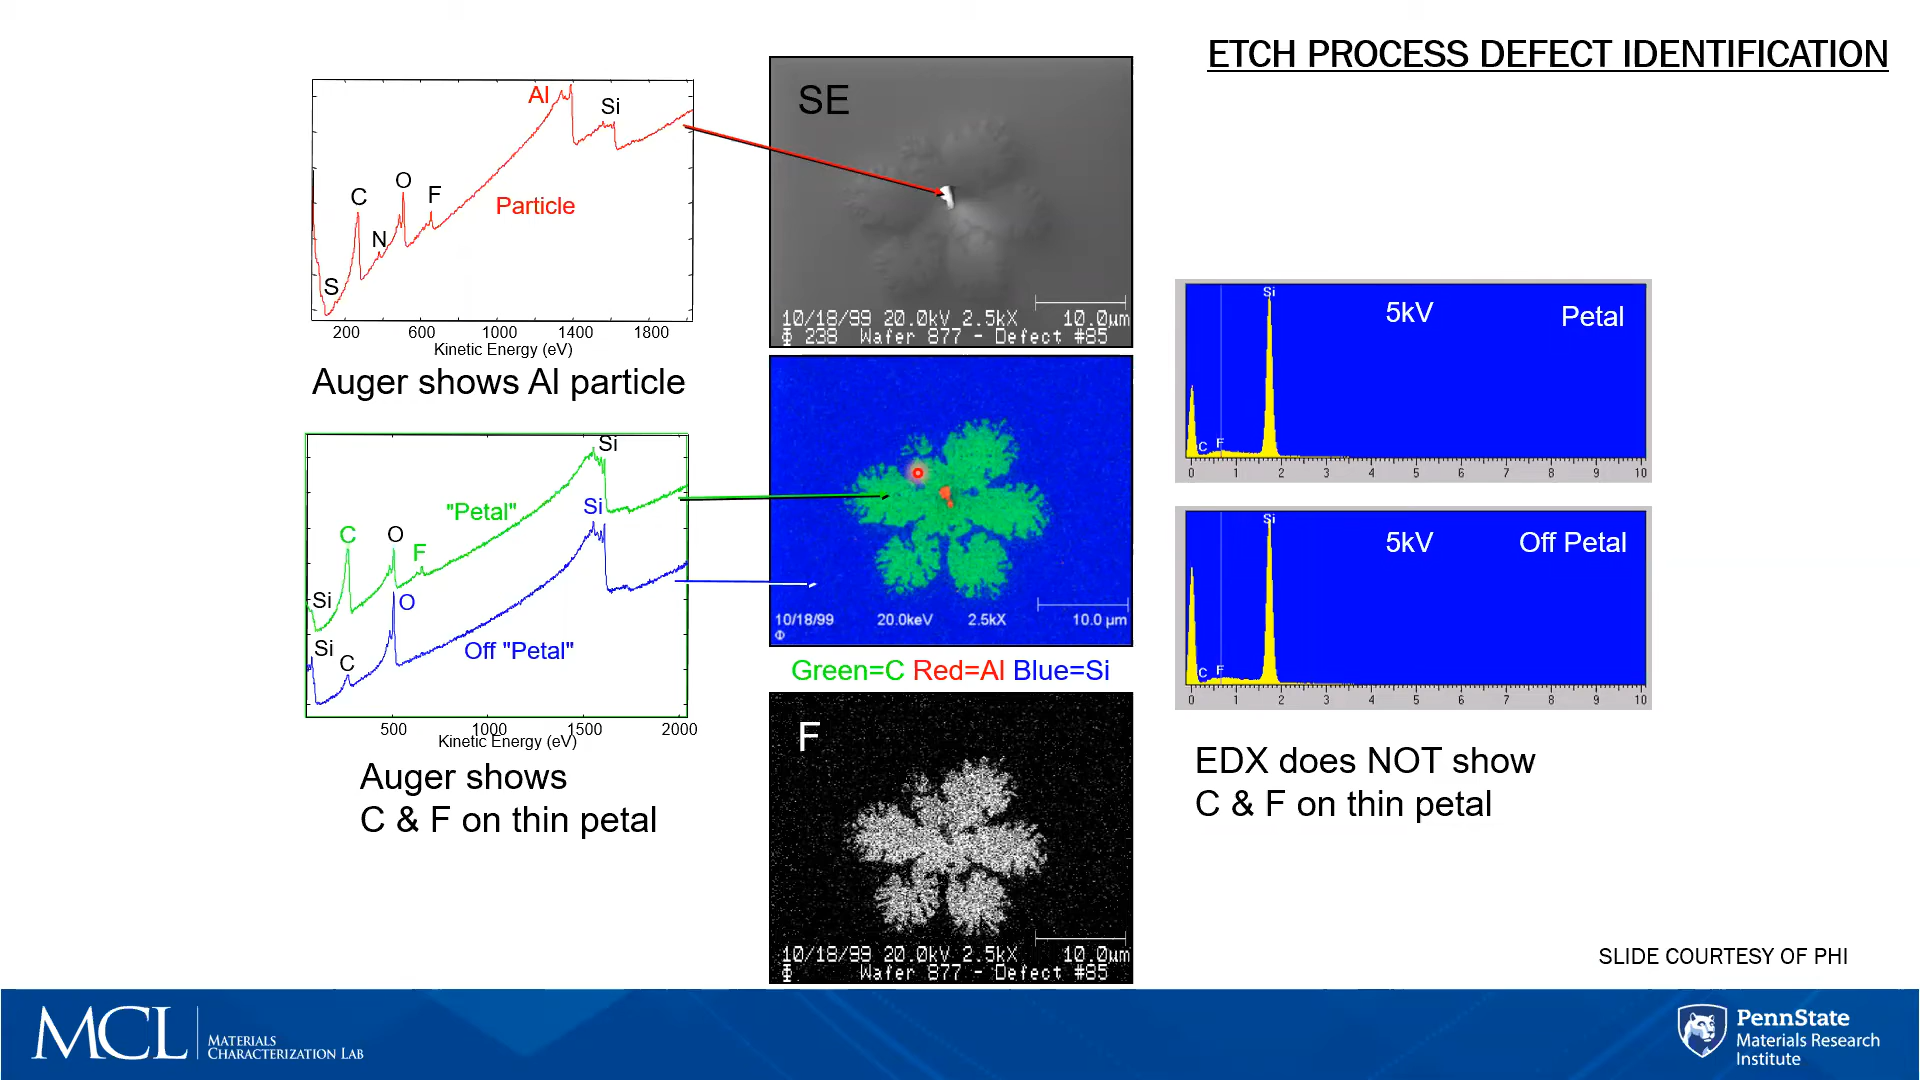 ETCH PROCESS DEFECT IDENTIFICATION
Al
Si
C
O
F
N
S
Particle
200 600 1000 1400 1800
Kinetic Energy (eV)
Auger shows Al particle
Si
"Petal"
Si
C
O
F
Si
O
Si
C
Off "Petal"
500 1000 1500 2000
Kinetic Energy (eV)
Auger shows
C & F on thin petal
SE
10/18/99 20.0kV 2.5kX 10.0µm
Φ 238 Wafer 877 - Defect #85
10/18/99 20.0keV 2.5kX 10.0 µm
Φ
Green=C Red=Al Blue=Si
F
10/18/99 20.0kV 2.5kX 10.0µm
Φ Wafer 877 - Defect #85
Si
5kV Petal
C F
0 1 2 3 4 5 6 7 8 9 10
Si
5kV Off Petal
C F
0 1 2 3 4 5 6 7 8 9 10
EDX does NOT show
C & F on thin petal
SLIDE COURTESY OF PHI
MCL
MATERIALS
CHARACTERIZATION LAB
PennState
Materials Research
Institute